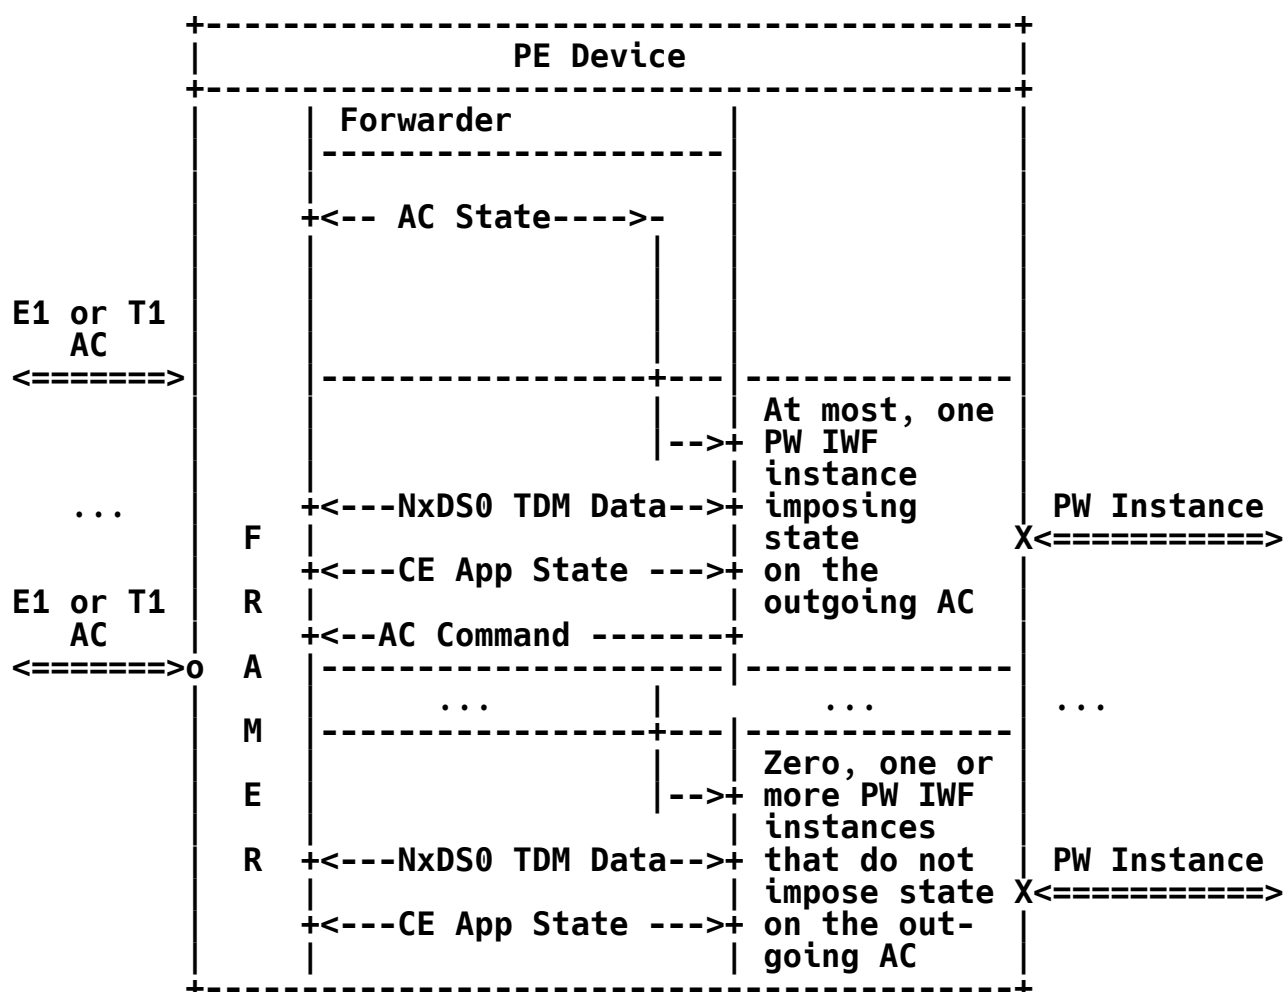 +------------------------------------------+
|                PE Device                 |
+------------------------------------------+
|     | Forwarder           |              |
|     |---------------------|              |
|     |                     |              |
+<-- AC State---->-
|     |                 |   |              |
E1 or T1 |     |                 |   |              |
AC    |     |                 |   |              |
<=======>|     |-----------------+---|--------------|
|     |                 |   | At most, one |
|     |                 |-->+ PW IWF       |
|     |                     | instance     |
... |     +<---NxDS0 TDM Data-->+ imposing     | PW Instance
|  F  |                     | state        X<===========>
|     +<---CE App State --->+ on the       |
E1 or T1 |  R  |                     | outgoing AC  |
AC    |     +<--AC Command -------+              |
<=======>o  A  |---------------------|--------------|
|     |      ...        |        ...       | ...
|  M  |-----------------+---|--------------|
|     |                 |   | Zero, one or |
|  E  |                 |-->+ more PW IWF  |
|     |                     | instances    |
|  R  +<---NxDS0 TDM Data-->+ that do not  | PW Instance
|     |                     | impose state X<===========>
|     +<---CE App State --->+ on the out-  |
|     |                     | going AC     |
+------------------------------------------+